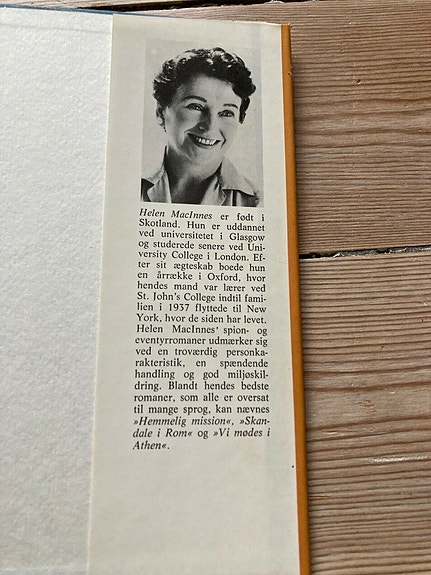 Helen MacInnes er født i
Skotland. Hun er uddannet
ved universitetet i Glasgow
og studerede senere ved Uni-
versity College i London. Ef-
ter sit ægteskab boede hun
en årrække i Oxford, hvor
hendes mand var lærer ved
St. John's College indtil fami-
lien i 1937 flyttede til New
York, hvor de siden har levet.
Helen MacInnes' spion- og
eventyrromaner udmærker sig
ved en troværdig personka-
rakteristik, en spændende
handling og god miljøskil-
dring. Blandt hendes bedste
romaner, som alle er oversat
til mange sprog, kan nævnes
»Hemmelig mission«, »Skan-
dale i Rom« og »Vi mødes i
Athen«.